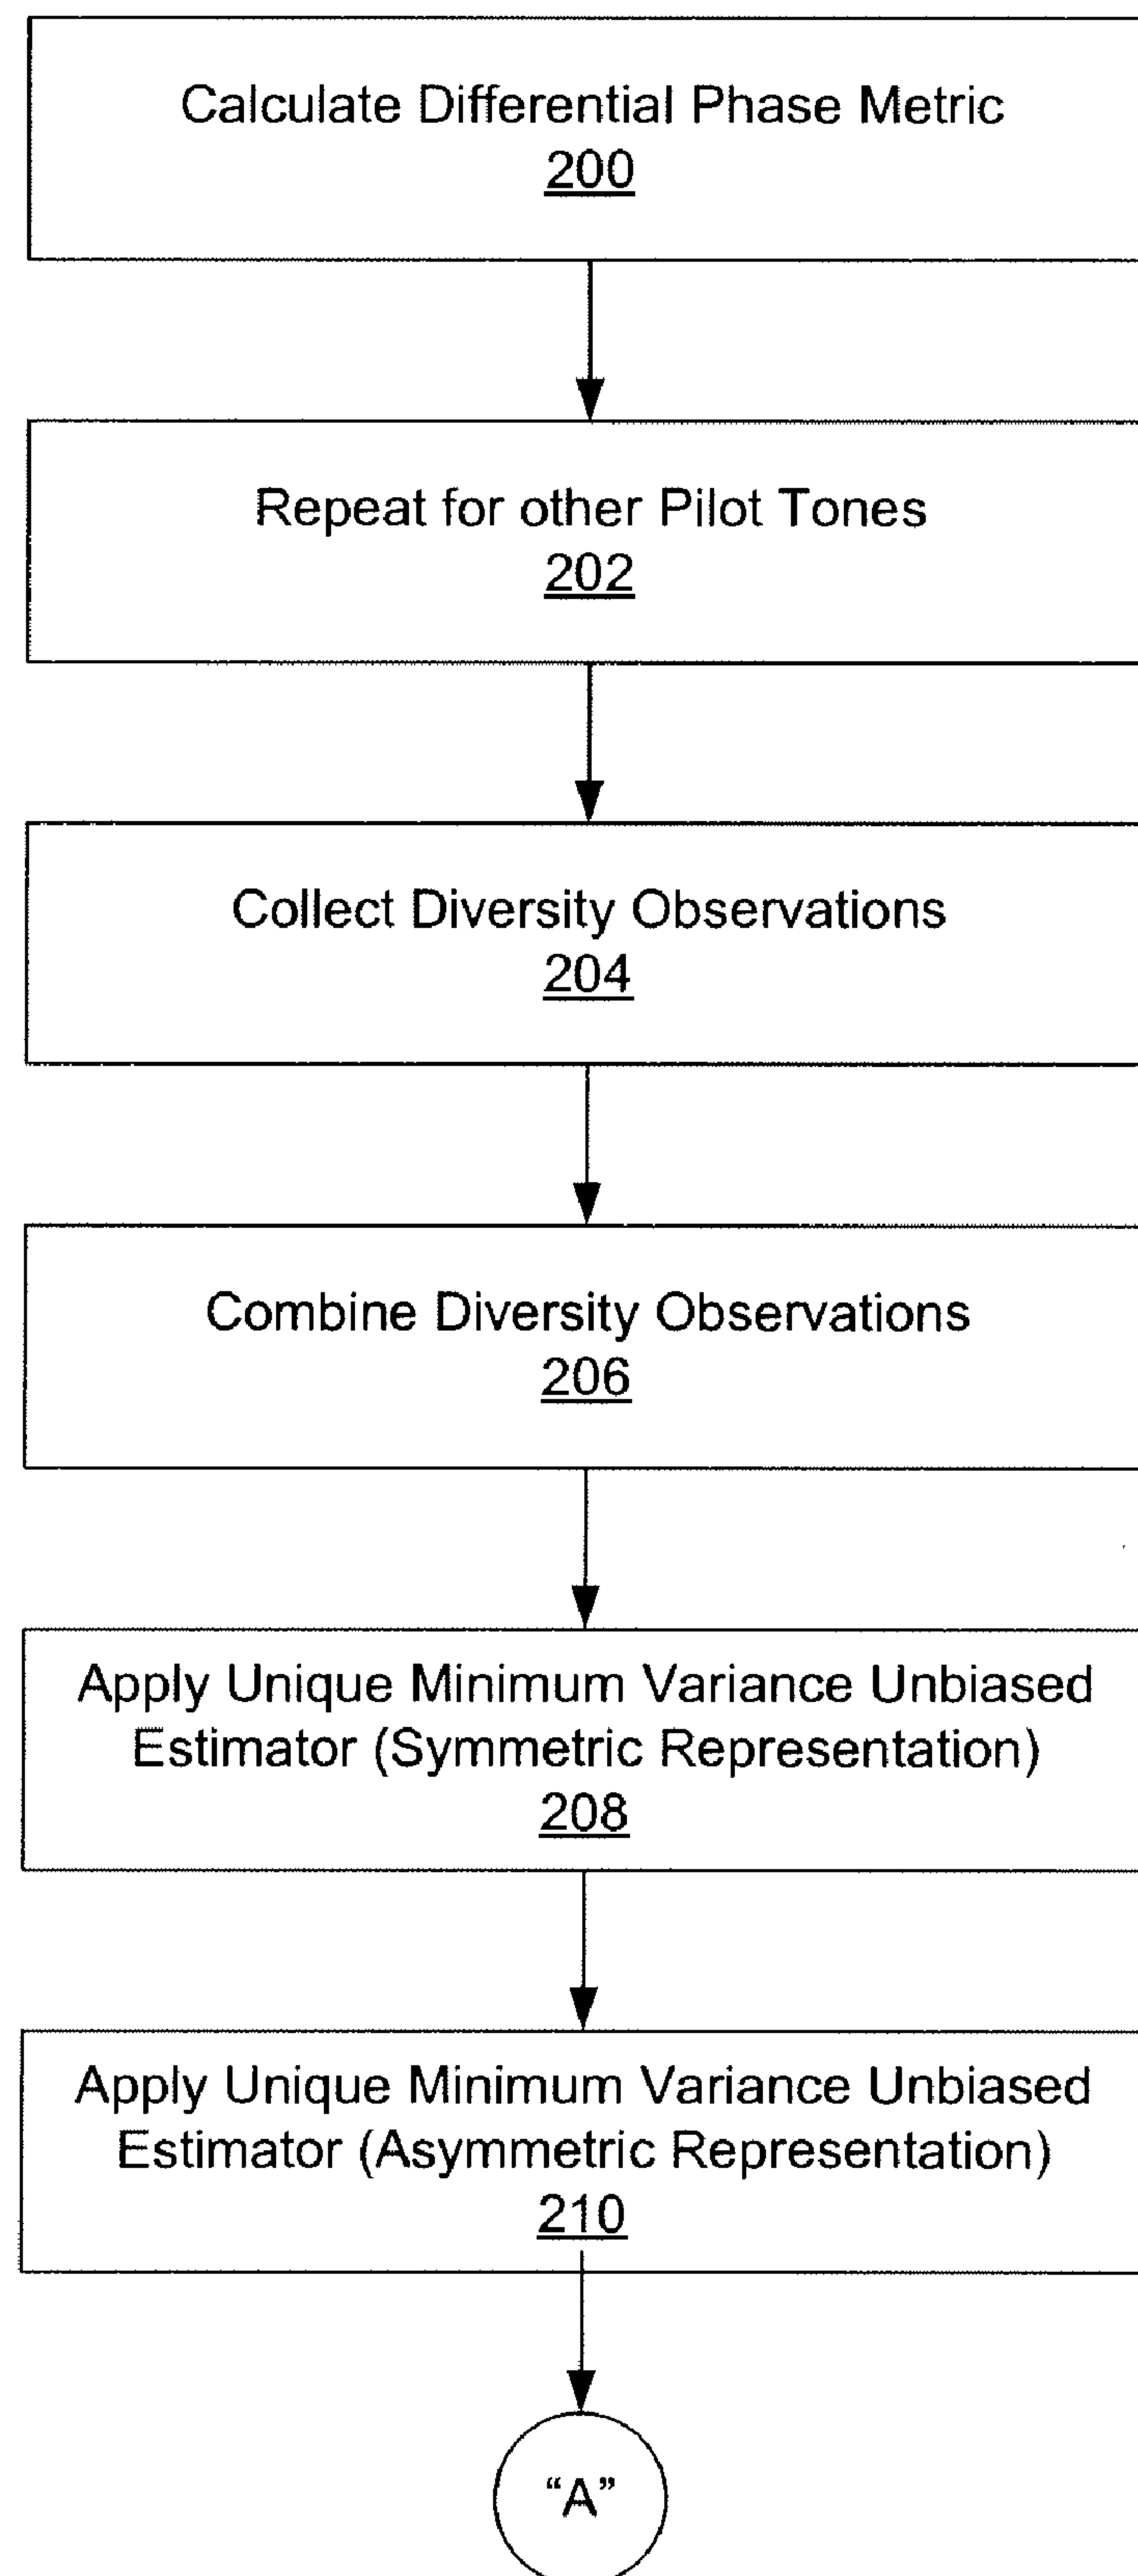 Calculate Differential Phase Metric
200
Repeat for other Pilot Tones
202
Collect Diversity Observations
204
Combine Diversity Observations
206
Apply Unique Minimum Variance Unbiased
Estimator (Symmetric Representation)
208
Apply Unique Minimum Variance Unbiased
Estimator (Asymmetric Representation)
210
“A”